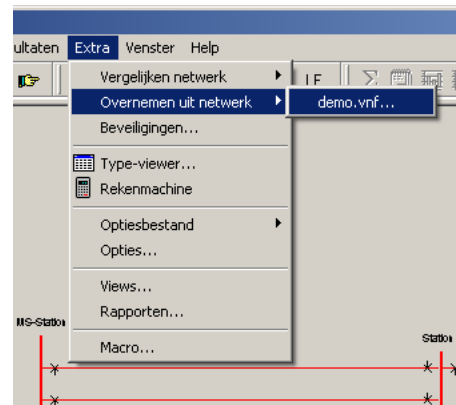 ultaten Extra Venster Help
Vergelijken netwerk
Overnemen uit netwerk
demo.vnf...
Beveiligingen...
Type-viewer...
Rekenmachine
Optiesbestand
Opties...
Views...
Rapporten...
Macro...
MS-Station
Station